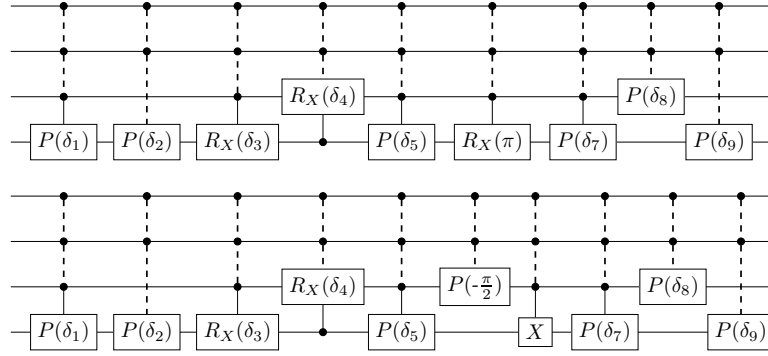 R_X(δ_4) P(δ_8)
P(δ_1) P(δ_2) R_X(δ_3) P(δ_5) R_X(π) P(δ_7) P(δ_9)
R_X(δ_4) P(-π/2) P(δ_8)
P(δ_1) P(δ_2) R_X(δ_3) P(δ_5) X P(δ_7) P(δ_9)